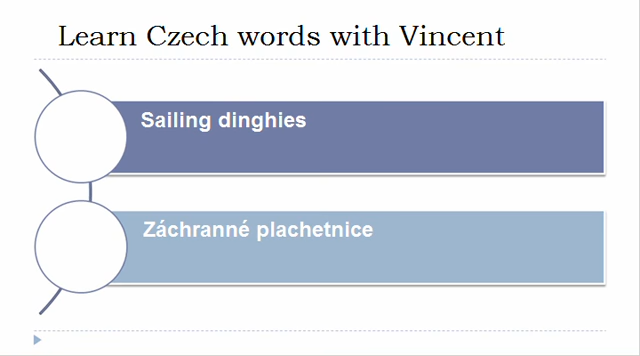 Learn Czech words with Vincent
Sailing dinghies
Záchranné plachetnice